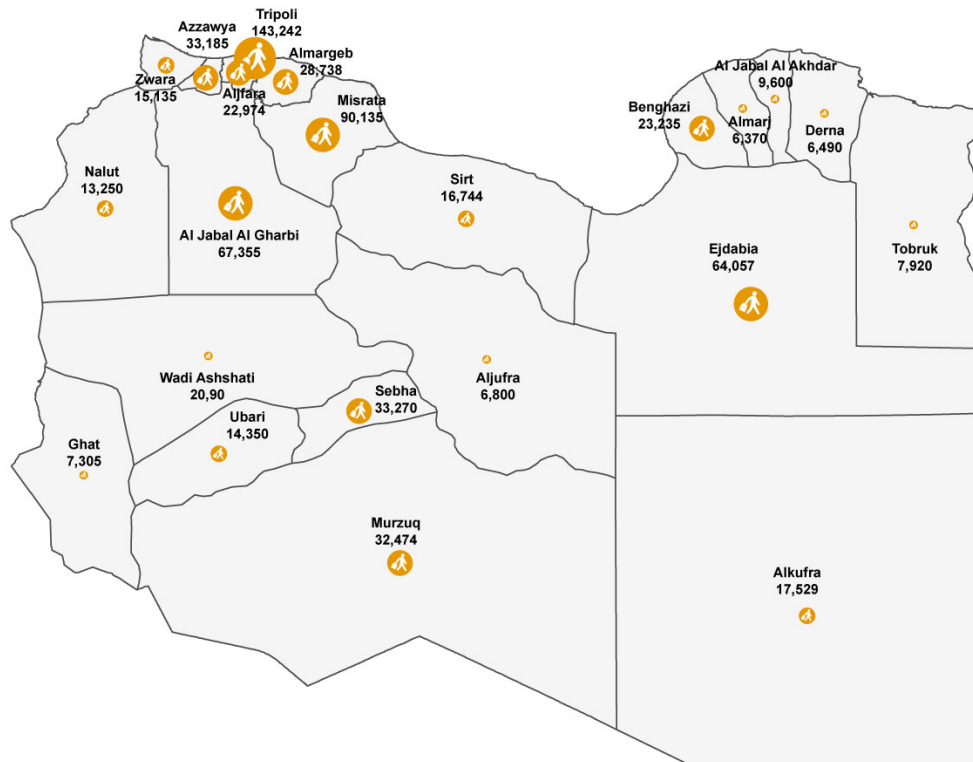 Tripoli
143,242
Azzawya
33,185
Almargeb
28,738
Zwara
15,135
Aljfara
22,974
Misrata
90,135
Al Jabal Al Akhdar
9,600
Benghazi
23,235
Almarj
6,370
Derna
6,490
Nalut
13,250
Sirt
16,744
Al Jabal Al Gharbi
67,355
Ejdabia
64,057
Tobruk
7,920
Wadi Ashshati
20,90
Sebha
33,270
Aljufra
6,800
Ubari
14,350
Ghat
7,305
Murzuq
32,474
Alkufra
17,529